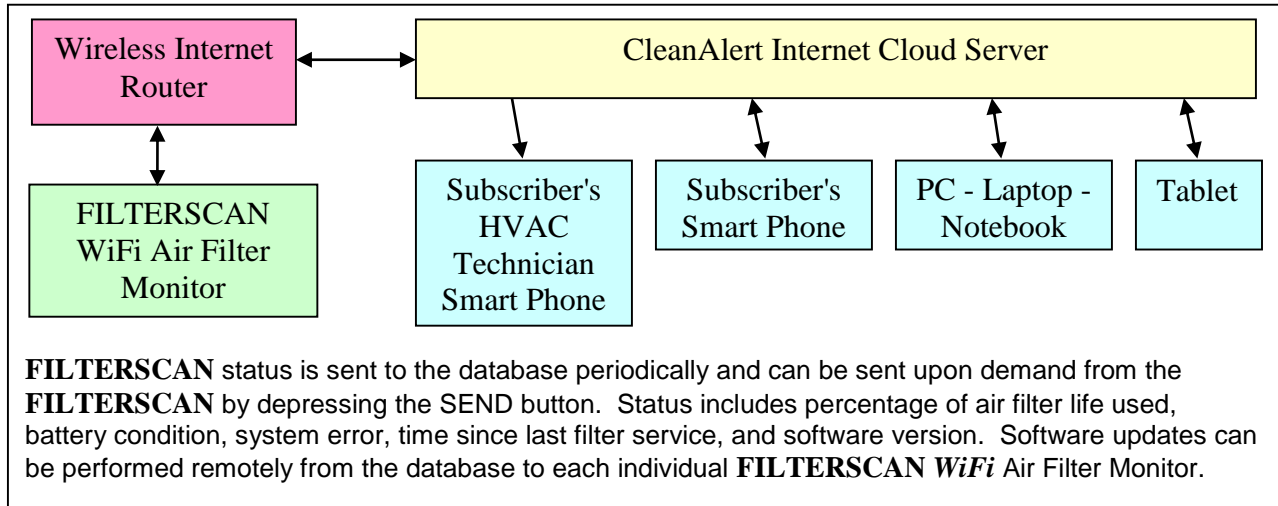 Wireless Internet
Router
CleanAlert Internet Cloud Server
FILTERSCAN
WiFi Air Filter
Monitor
Subscriber's
HVAC
Technician
Smart Phone
Subscriber's
Smart Phone
PC - Laptop -
Notebook
Tablet
FILTERSCAN status is sent to the database periodically and can be sent upon demand from the
FILTERSCAN by depressing the SEND button. Status includes percentage of air filter life used,
battery condition, system error, time since last filter service, and software version. Software updates can
be performed remotely from the database to each individual FILTERSCAN WiFi Air Filter Monitor.